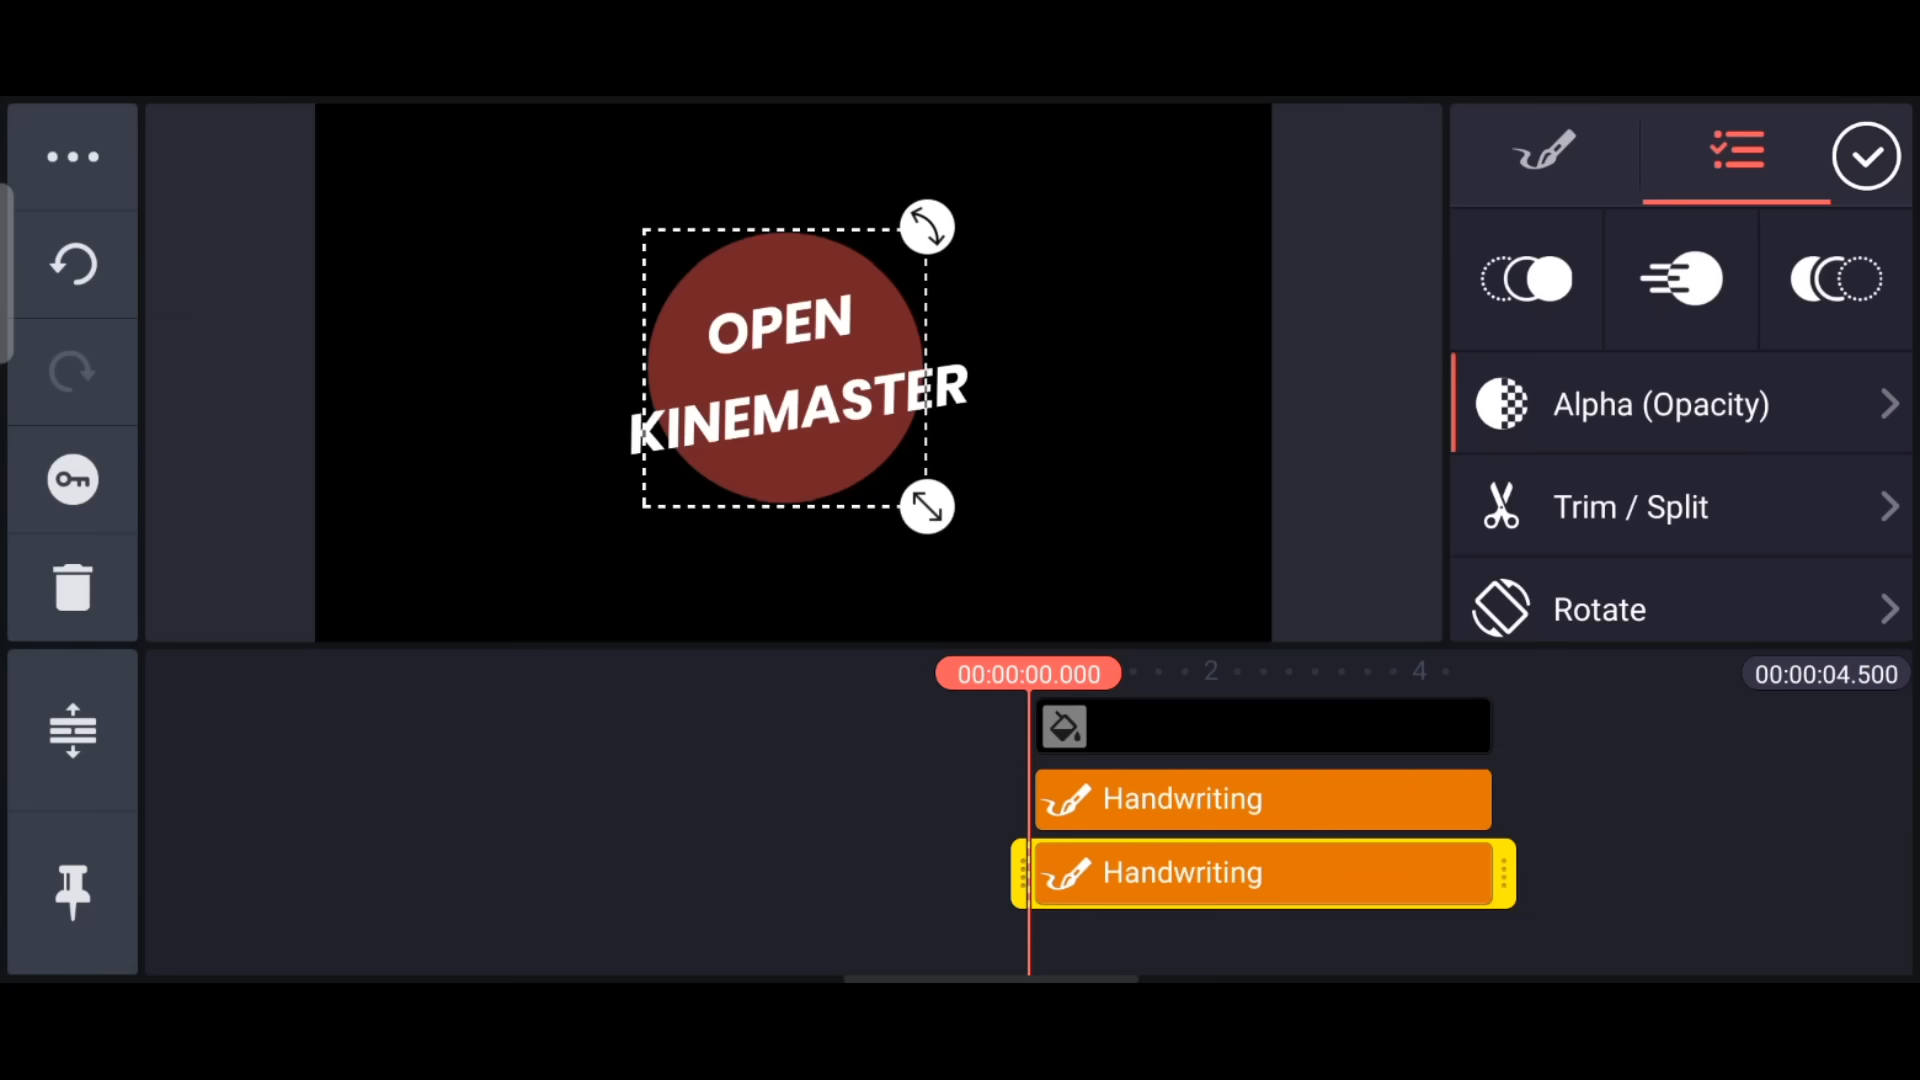 OPEN
KINEMASTER
Alpha (Opacity)
Trim / Split
Rotate
00:00:00.000
2
4
00:00:04.500
Handwriting
Handwriting